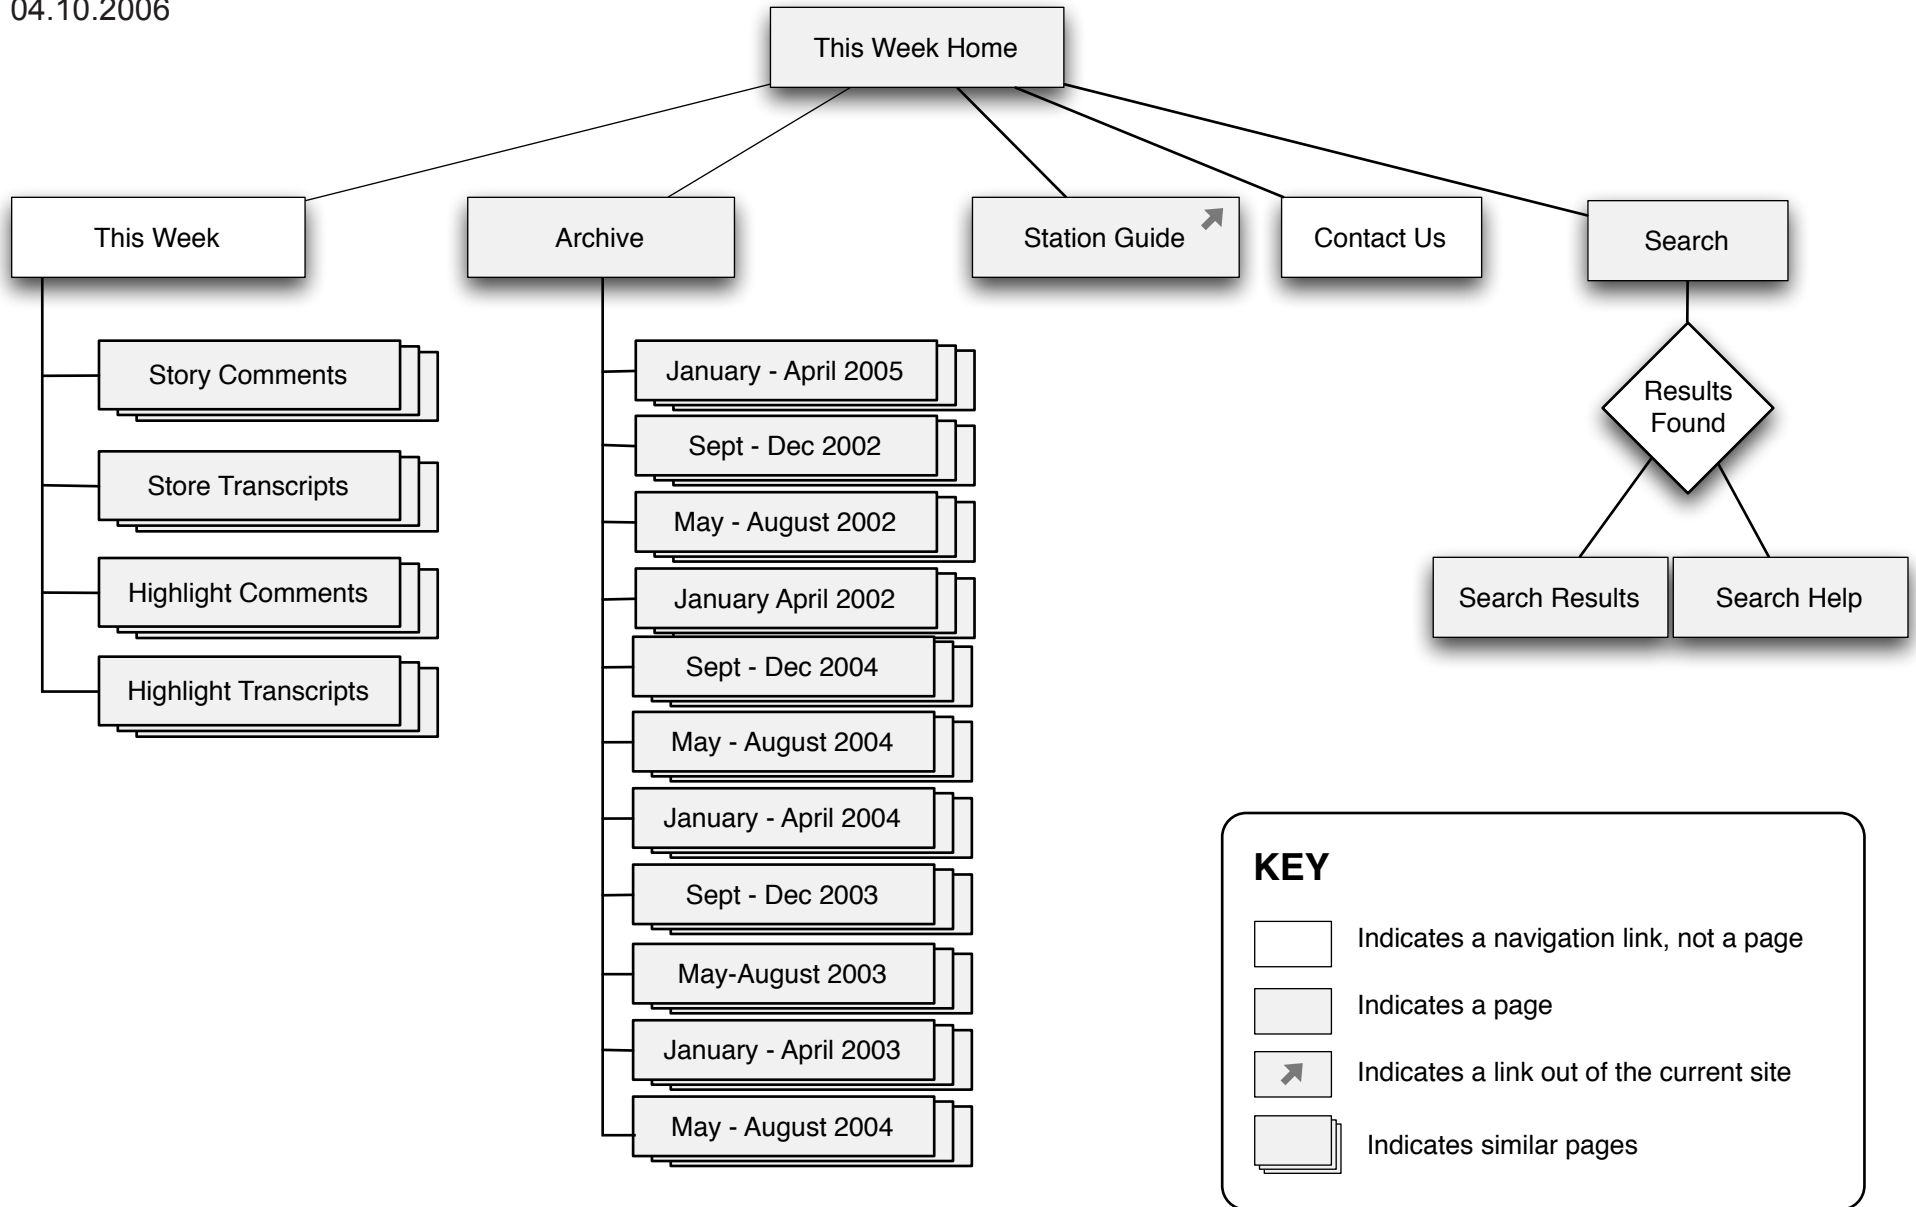 04.10.2006
This Week Home
This Week
Archive
Station Guide
Contact Us
Search
Story Comments
Store Transcripts
Highlight Comments
Highlight Transcripts
January - April 2005
Sept - Dec 2002
May - August 2002
January April 2002
Sept - Dec 2004
May - August 2004
January - April 2004
Sept - Dec 2003
May-August 2003
January - April 2003
May - August 2004
Results
Found
Search Results
Search Help
KEY
Indicates a navigation link, not a page
Indicates a page
Indicates a link out of the current site
Indicates similar pages